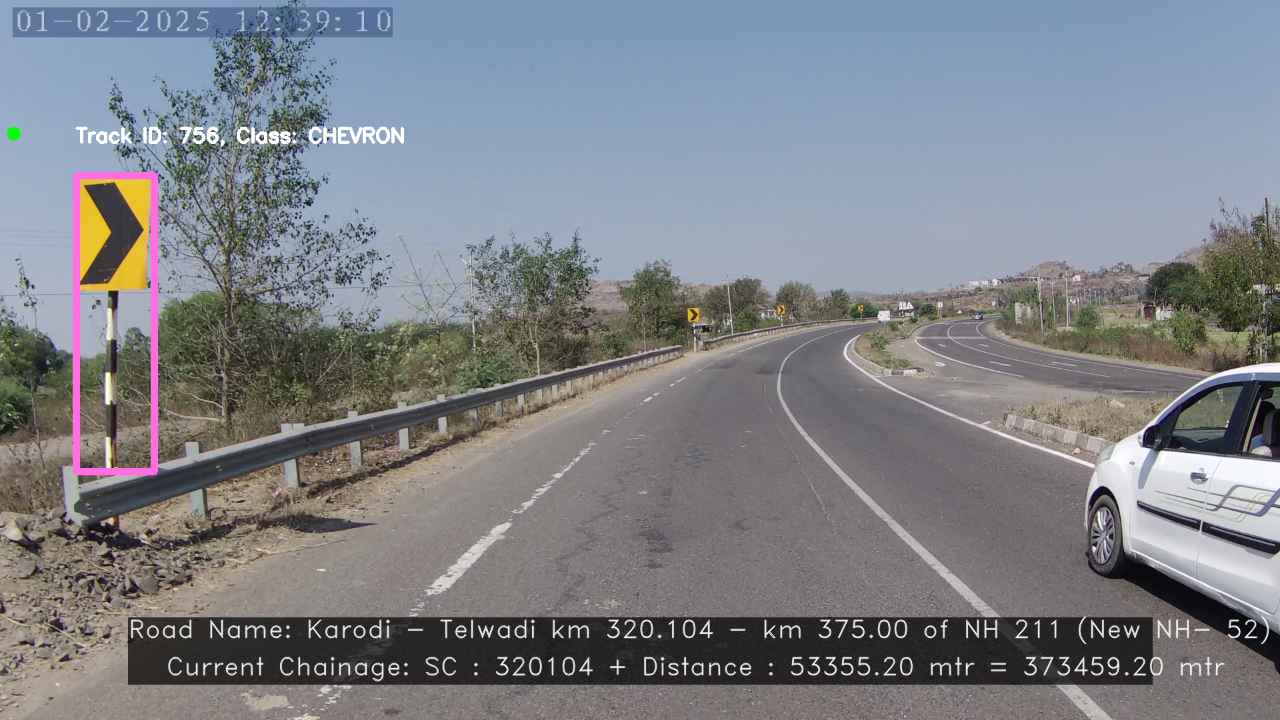 01-02-2025 12:39:10
Track ID: 756, Class: CHEVRON
Road Name: Karodi - Telwadi km 320.104 - km 375.00 of NH 211 (New NH- 52)
Current Chainage: SC : 320104 + Distance : 53355.20 mtr = 373459.20 mtr